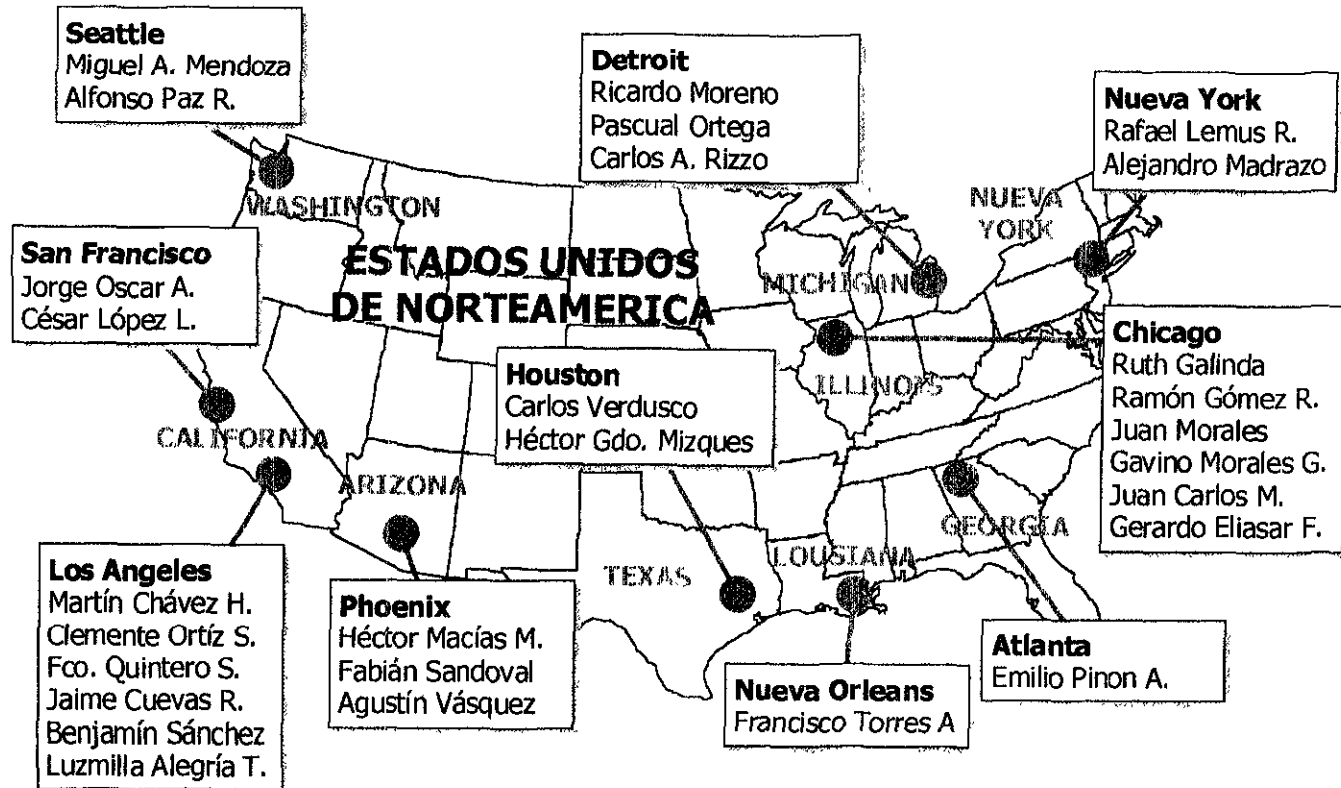 Seattle
Miguel A. Mendoza
Alfonso Paz R.
Detroit
Ricardo Moreno
Pascual Ortega
Carlos A. Rizzo
Nueva York
Rafael Lemus R.
Alejandro Madrazo
WASHINGTON
NUEVA
YORK
San Francisco
Jorge Oscar A.
César López L.
ESTADOS UNIDOS
DE NORTEAMERICA
MICHIGAN
Chicago
Ruth Galinda
Ramón Gómez R.
Juan Morales
Gavino Morales G.
Juan Carlos M.
Gerardo Eliasar F.
Houston
Carlos Verdusco
Héctor Gdo. Mizques
ILLINOIS
CALIFORNIA
ARIZONA
GEORGIA
TEXAS
LOUSIANA
Los Angeles
Martín Chávez H.
Clemente Ortíz S.
Fco. Quintero S.
Jaime Cuevas R.
Benjamín Sánchez
Luzmilla Alegría T.
Phoenix
Héctor Macías M.
Fabián Sandoval
Agustín Vásquez
Nueva Orleans
Francisco Torres A
Atlanta
Emilio Pinon A.